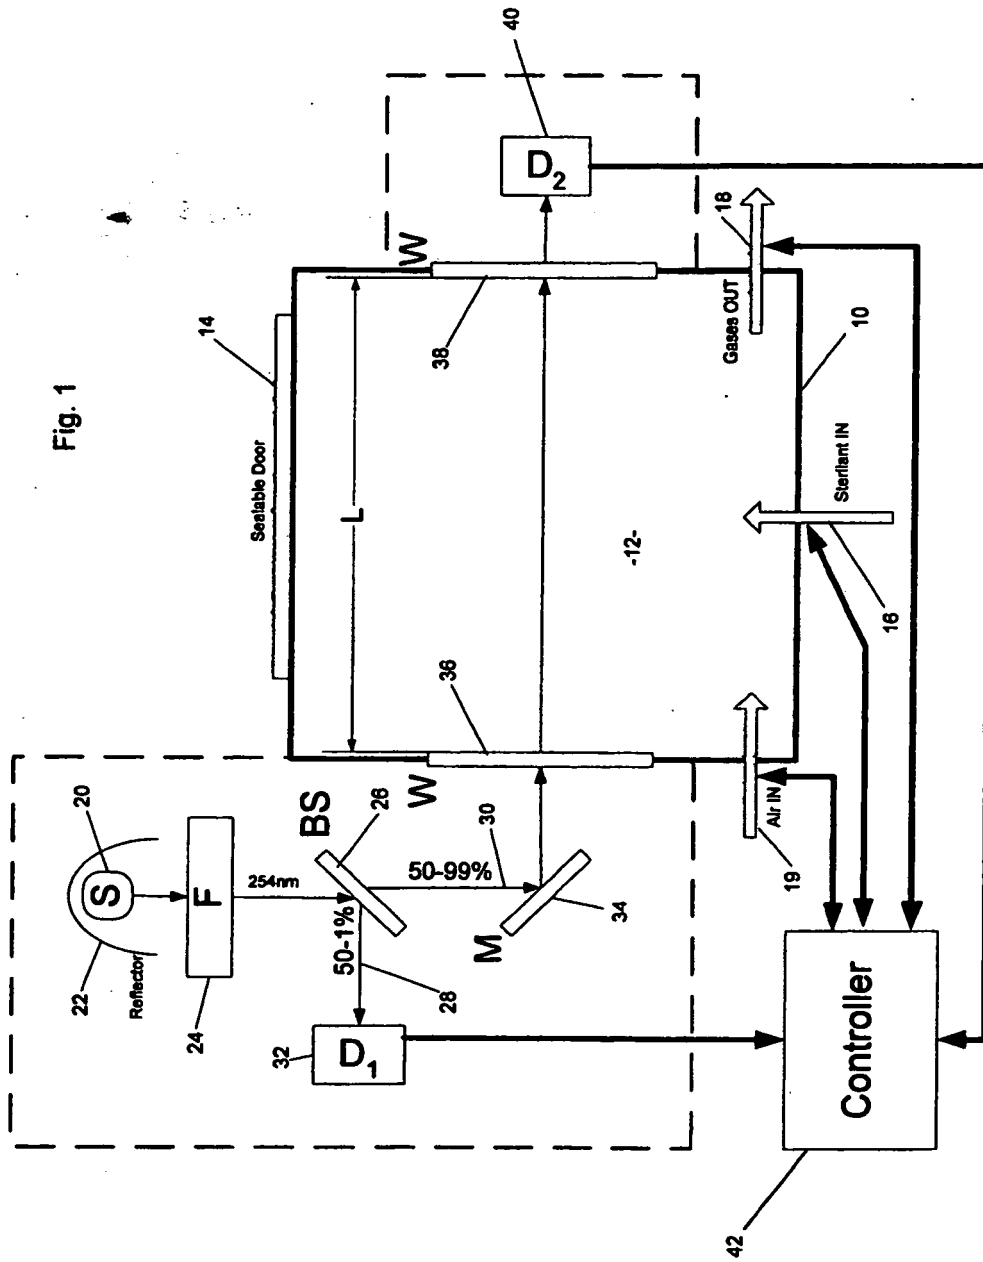 Fig. 1
40
14
Sealable Door
20
S
22
Reflector
F
24
254nm
BS
26
50-99%
30
50-1%
28
M
34
32
D1
W
36
L
W
38
D2
-12-
18
Gases OUT
10
Sterilant IN
16
Air IN
19
Controller
42